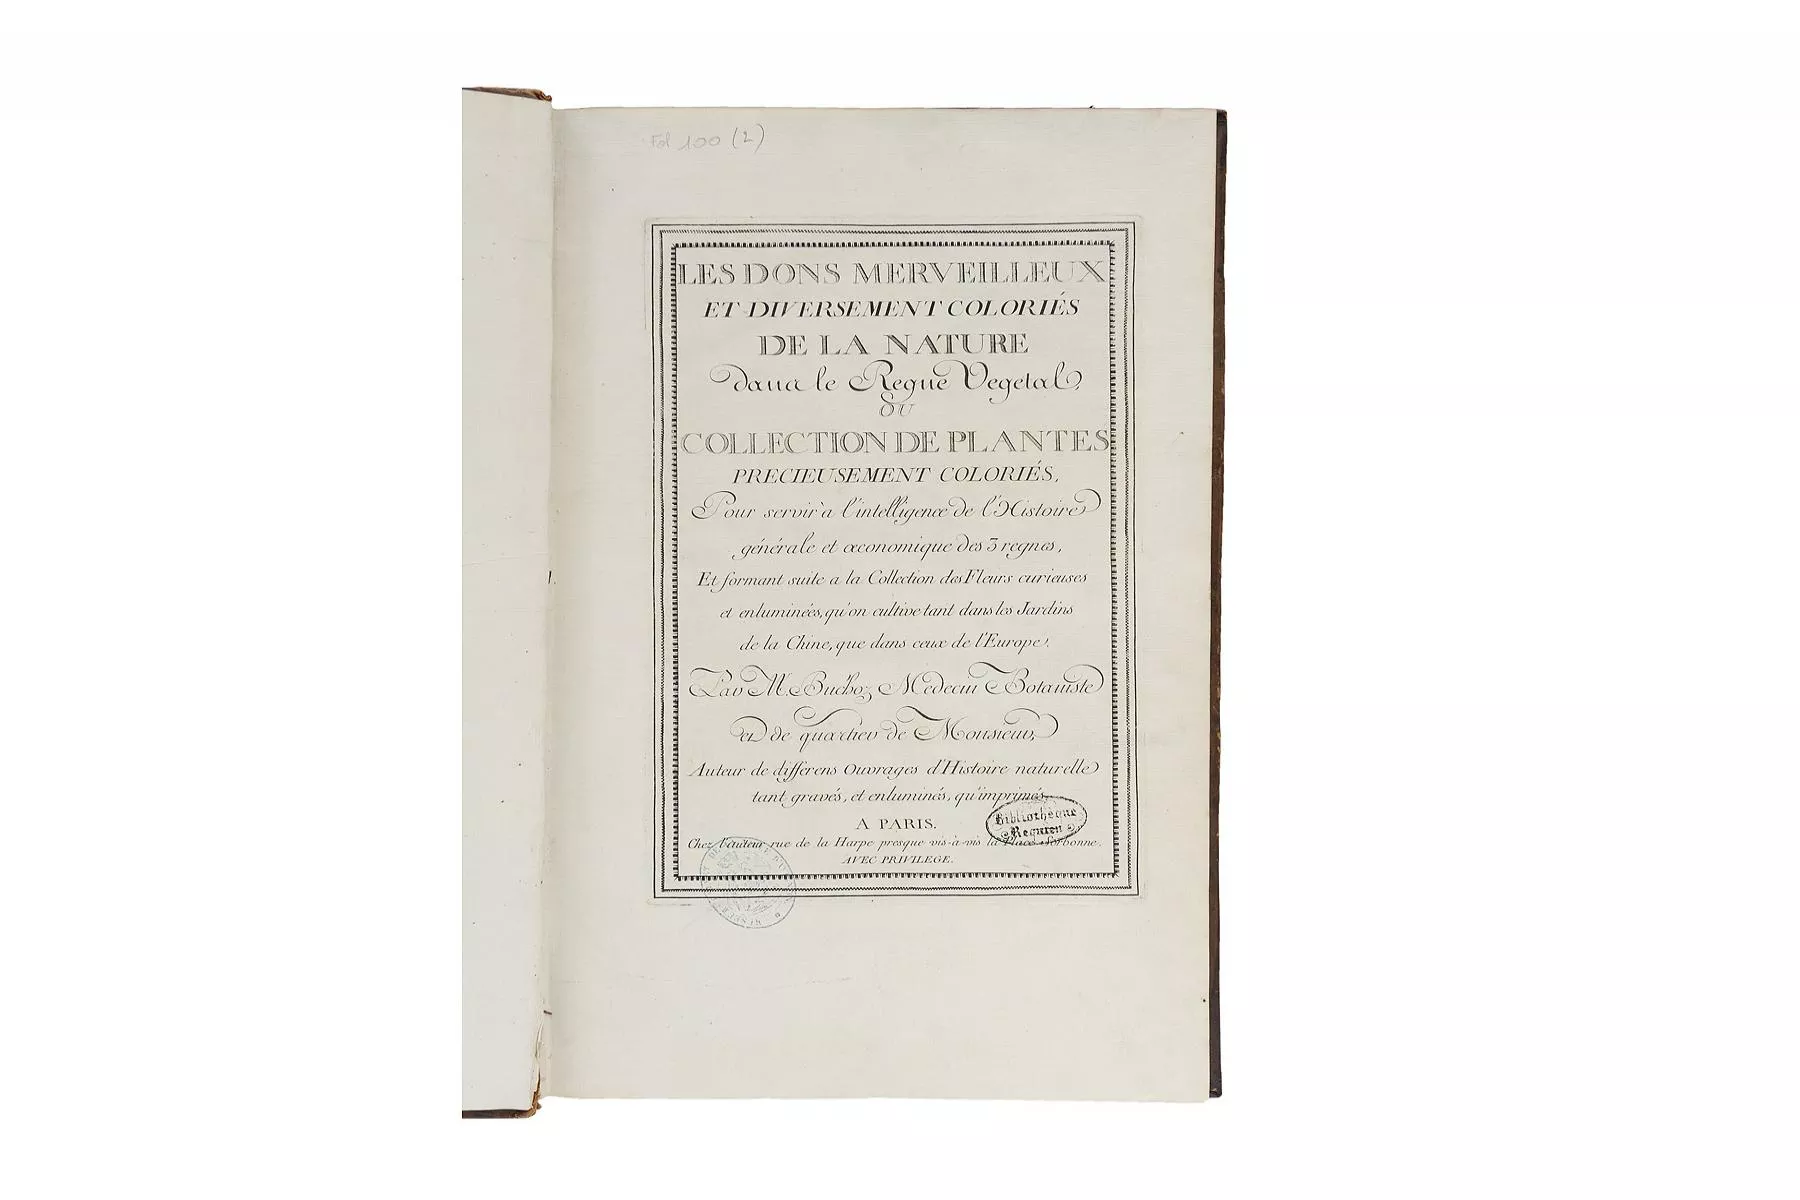 Fol 100 (2)
LES DONS MERVEILLEUX
ET DIVERSEMENT COLORIÉS
DE LA NATURE
dans le Regne Vegetal,
OU
COLLECTION DE PLANTES
PRECIEUSEMENT COLORIÉS,
Pour servir à l'intelligence de l'Histoire
générale et œconomique des 3 regnes,
Et formant suite a la Collection des Fleurs curieuses
et enluminées, qu'on cultive tant dans les Jardins
de la Chine, que dans ceux de l'Europe.
Par M. Buc'hoz Medecin Botaniste
et de quartier de Monsieur,
Auteur de differens Ouvrages d'Histoire naturelle
tant gravés, et enluminés, qu'imprimés.
Bibliothèque
Requien
A PARIS.
Chez l'auteur rue de la Harpe presque vis-à-vis la Place Sorbonne.
AVEC PRIVILEGE.